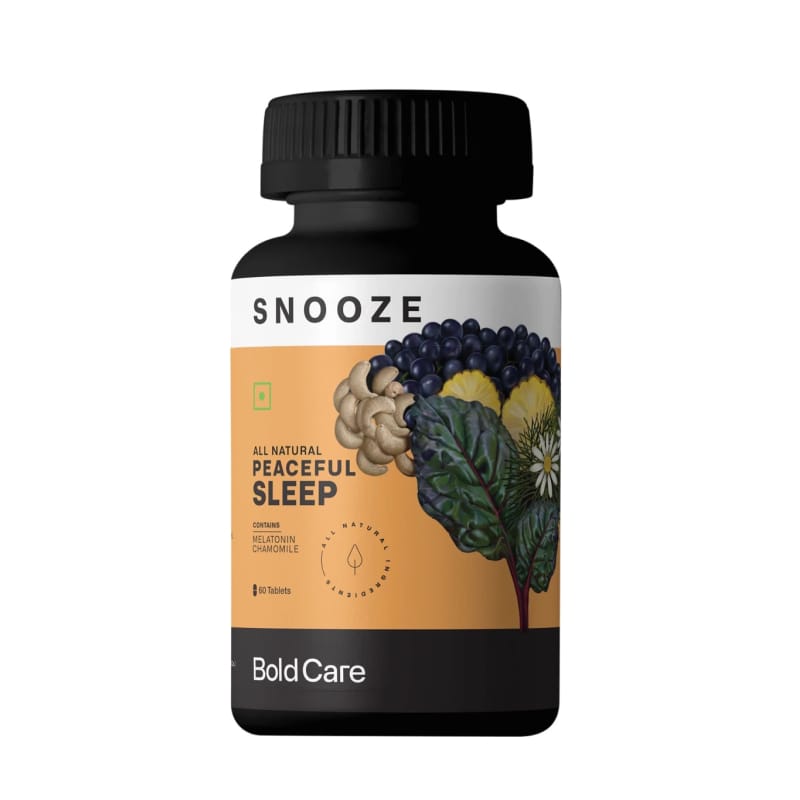 SNOOZE
ALL NATURAL
PEACEFUL
SLEEP
CONTAINS
MELATONIN
CHAMOMILE
ALL NATURAL INGREDIENTS
60 Tablets
Bold Care